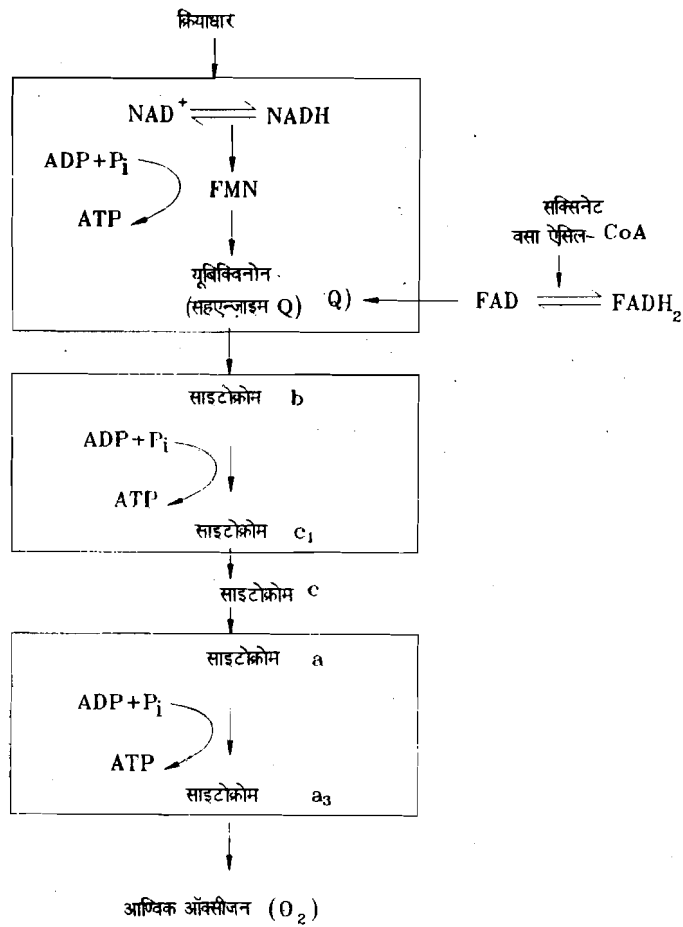 क्रियाधार
NAD⁺ ⇌ NADH
ADP+Pi
FMN
ATP
सक्सिनेट
वसा ऐसिल- CoA
यूबिक्विनोन
(सहएन्ज़ाइम Q) Q)
FAD ⇌ FADH₂
साइटोक्रोम b
ADP+Pi
ATP
साइटोक्रोम c₁
साइटोक्रोम c
साइटोक्रोम a
ADP+Pi
ATP
साइटोक्रोम a₃
आण्विक ऑक्सीजन (O₂)